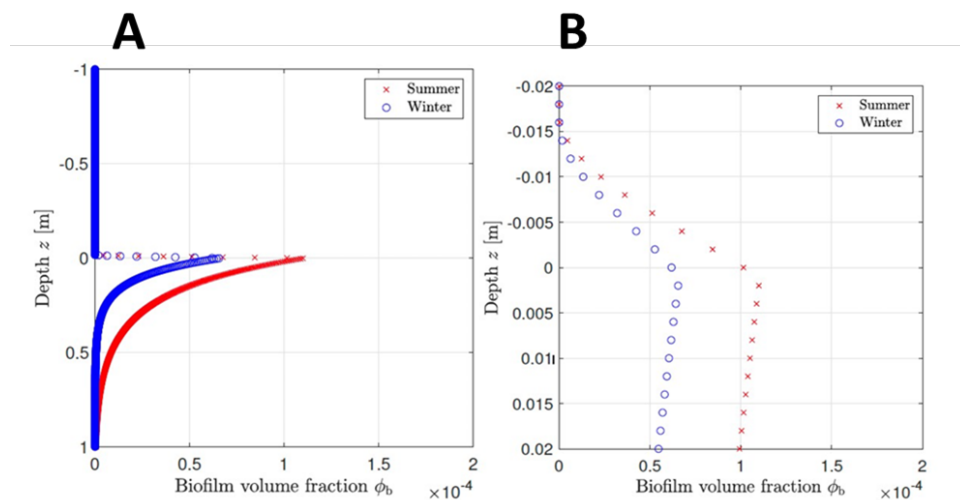 A
B
-1
-0.5
0
0.5
1
Depth z [m]
Summer
Winter
0
0.5
1
1.5
2
×10-4
Biofilm volume fraction ϕb
-0.02
-0.015
-0.01
-0.005
0
0.005
0.01
0.015
0.02
Depth z [m]
Summer
Winter
0
0.5
1
1.5
2
×10-4
Biofilm volume fraction ϕb